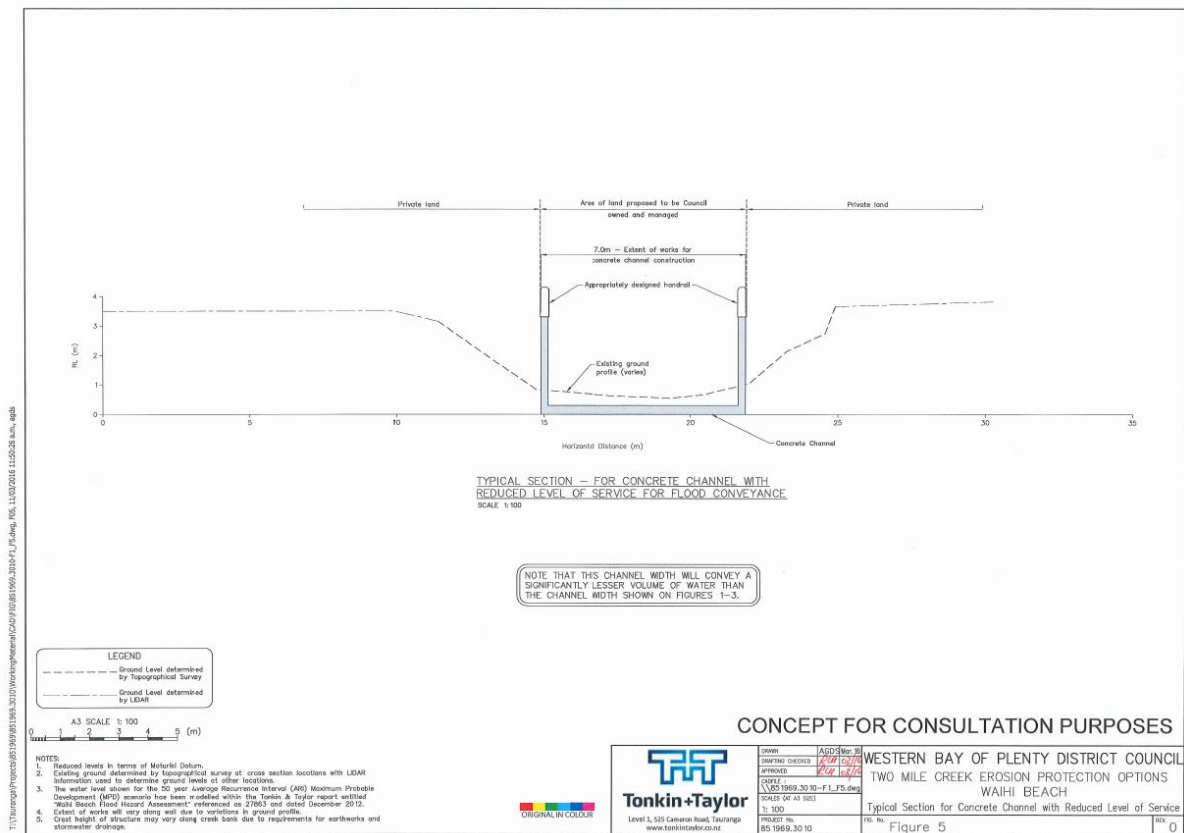 Private land
Area of land proposed to be Council
owned and managed
Private land
7.0m – Extent of works for
concrete channel construction
Appropriately designed handrail
4
3
2
1
0
RL (m)
Existing ground
profile (varies)
0
5
10
15
20
25
30
35
Horizontal Distance (m)
Concrete Channel
TYPICAL SECTION – FOR CONCRETE CHANNEL WITH
REDUCED LEVEL OF SERVICE FOR FLOOD CONVEYANCE
SCALE 1:100
NOTE THAT THIS CHANNEL WIDTH WILL CONVEY A
SIGNIFICANTLY LESSER VOLUME OF WATER THAN
THE CHANNEL WIDTH SHOWN ON FIGURES 1–3.
LEGEND
Ground Level determined
by Topographical Survey
Ground Level determined
by LIDAR
A3 SCALE 1:100
0 1 2 3 4 5 (m)
NOTES:
1. Reduced levels in terms of Moturiki Datum.
2. Existing ground determined by topographical survey at cross section locations with LIDAR
information used to determine ground levels at other locations.
3. The water level shown for the 50 year Average Recurrence Interval (ARI) Maximum Probable
Development (MPD) scenario has been modelled within the Tonkin & Taylor report entitled
"Waihi Beach Flood Hazard Assessment" referenced as 27863 and dated December 2012.
4. Extent of works will vary along wall due to variations in ground profile.
5. Crest height of structure may vary along creek bank due to requirements for earthworks and
stormwater drainage.
ORIGINAL IN COLOUR
CONCEPT FOR CONSULTATION PURPOSES
Tonkin+Taylor
Level 1, 525 Cameron Road, Tauranga
www.tonkintaylor.co.nz
DRAWN AGDS Mar.16
DRAFTING CHECKED
APPROVED
CADFILE :
\\851969.3010-F1_F5.dwg
SCALES (AT A3 SIZE)
1: 100
PROJECT No.
851969.3010
WESTERN BAY OF PLENTY DISTRICT COUNCIL
TWO MILE CREEK EROSION PROTECTION OPTIONS
WAIHI BEACH
Typical Section for Concrete Channel with Reduced Level of Service
FIG. No. Figure 5
REV. 0